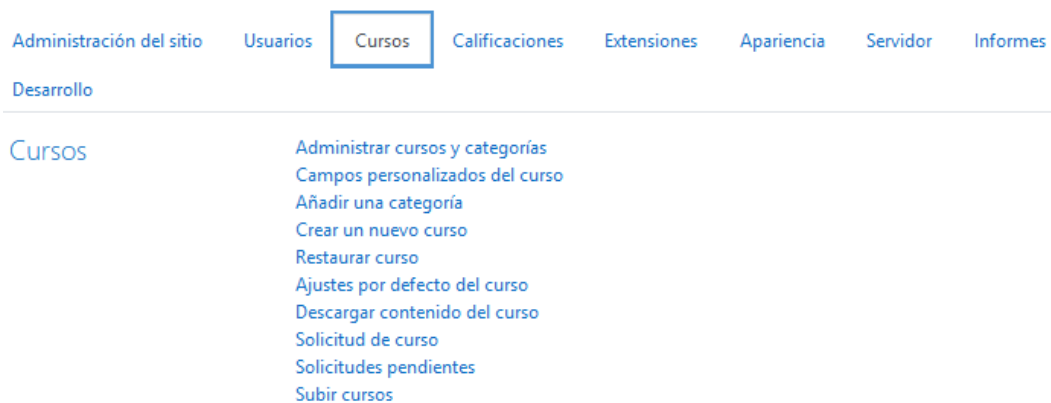 Administración del sitio Usuarios Cursos Calificaciones Extensiones Apariencia Servidor Informes
Desarrollo
Cursos
Administrar cursos y categorías
Campos personalizados del curso
Añadir una categoría
Crear un nuevo curso
Restaurar curso
Ajustes por defecto del curso
Descargar contenido del curso
Solicitud de curso
Solicitudes pendientes
Subir cursos